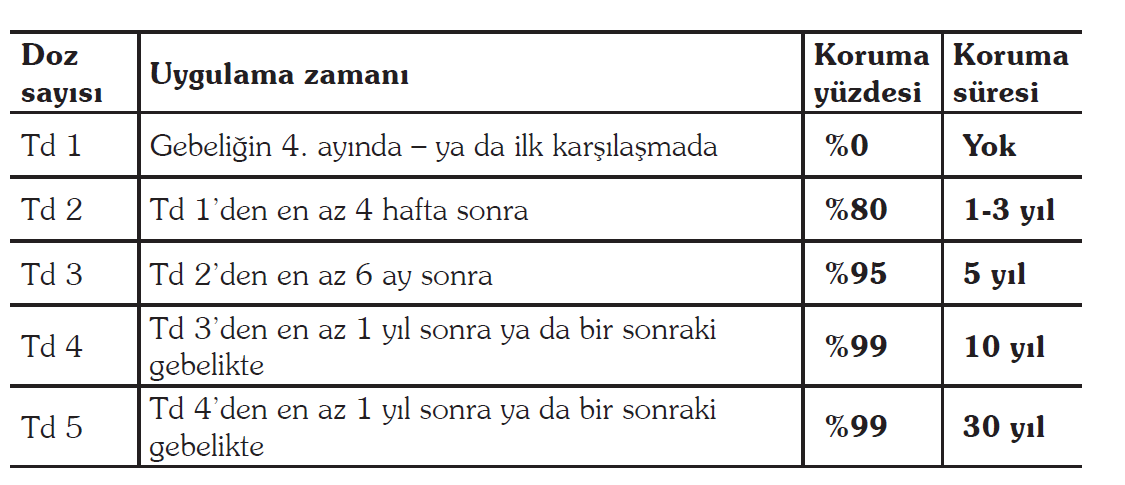 Doz sayısı | Uygulama zamanı | Koruma yüzdesi | Koruma süresi
Td 1 | Gebeliğin 4. ayında – ya da ilk karşılaşmada | %0 | Yok
Td 2 | Td 1’den en az 4 hafta sonra | %80 | 1-3 yıl
Td 3 | Td 2’den en az 6 ay sonra | %95 | 5 yıl
Td 4 | Td 3’den en az 1 yıl sonra ya da bir sonraki gebelikte | %99 | 10 yıl
Td 5 | Td 4’den en az 1 yıl sonra ya da bir sonraki gebelikte | %99 | 30 yıl